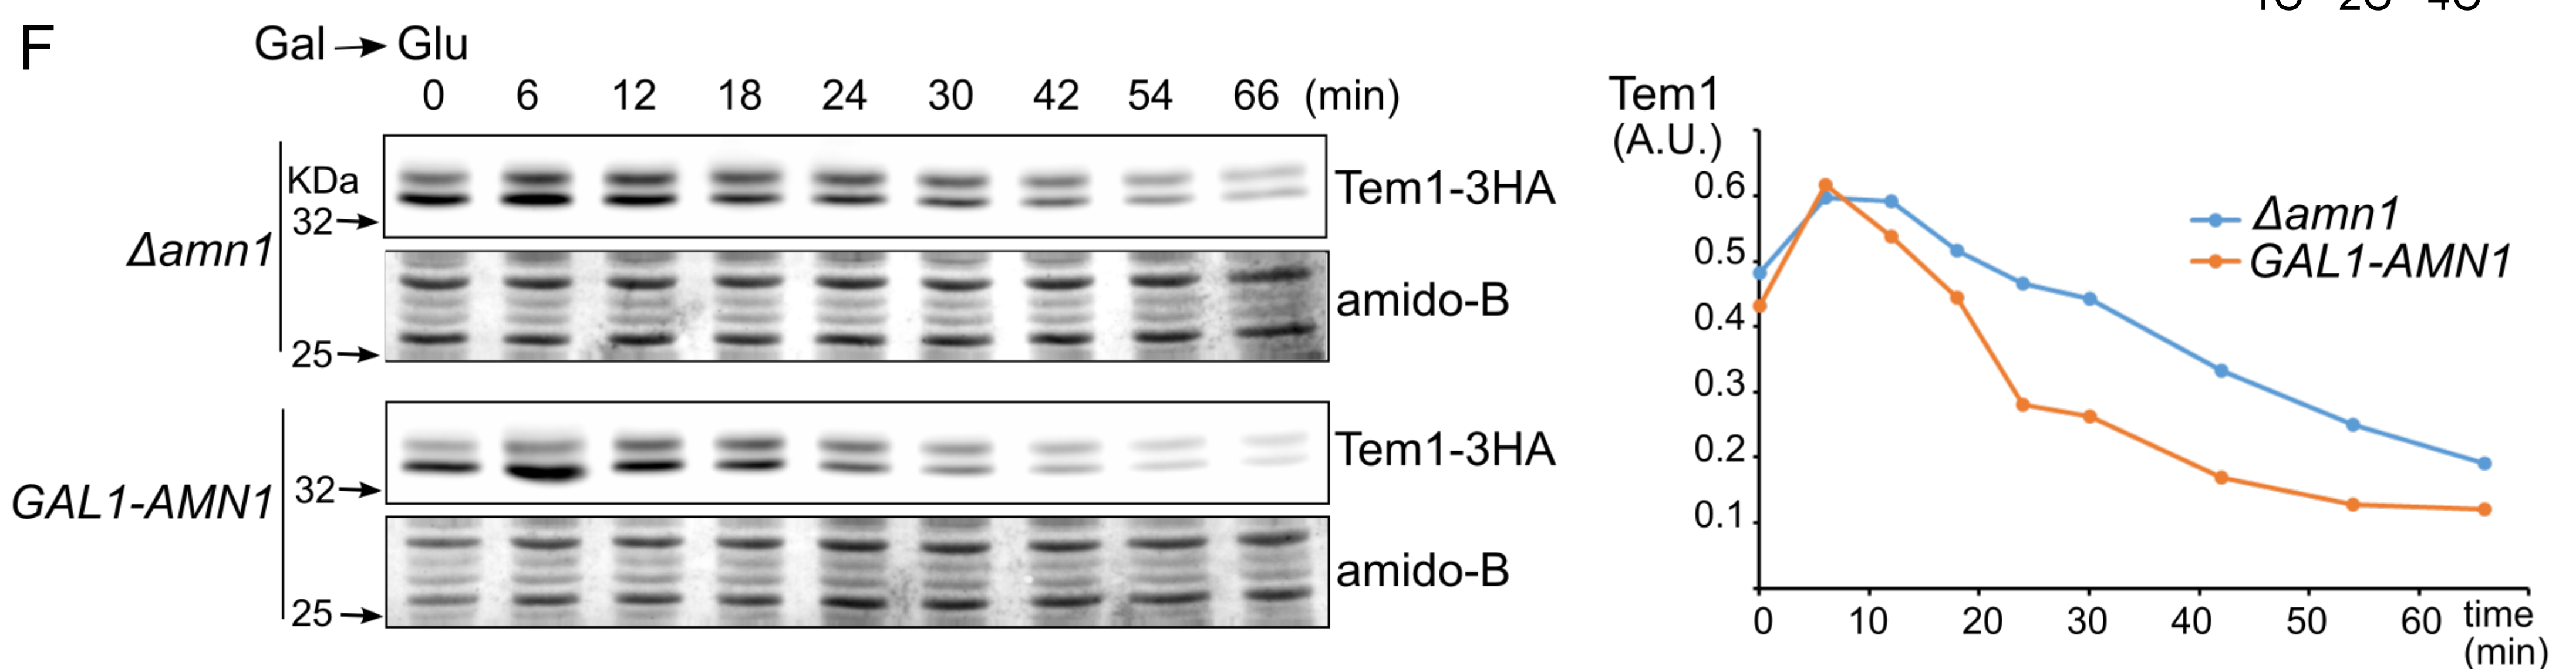 F
Gal → Glu
0 6 12 18 24 30 42 54 66 (min)
Δamn1
KDa
32
25
Tem1-3HA
amido-B
GAL1-AMN1
32
25
Tem1-3HA
amido-B
Tem1
(A.U.)
0.6
0.5
0.4
0.3
0.2
0.1
0 10 20 30 40 50 60 time
(min)
Δamn1
GAL1-AMN1